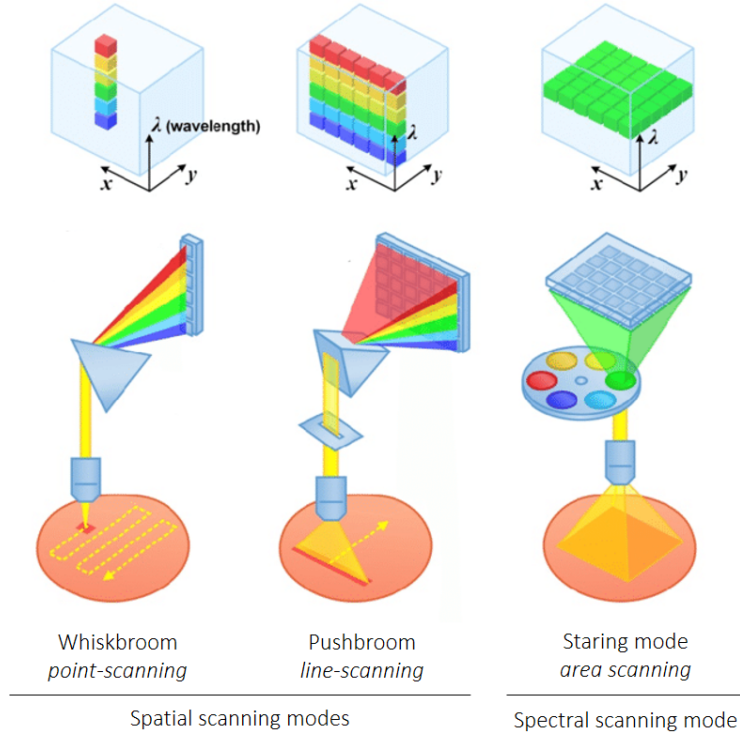 λ (wavelength)
x
y
λ
x
y
λ
x
y
Whiskbroom
point-scanning
Pushbroom
line-scanning
Staring mode
area scanning
Spatial scanning modes
Spectral scanning mode